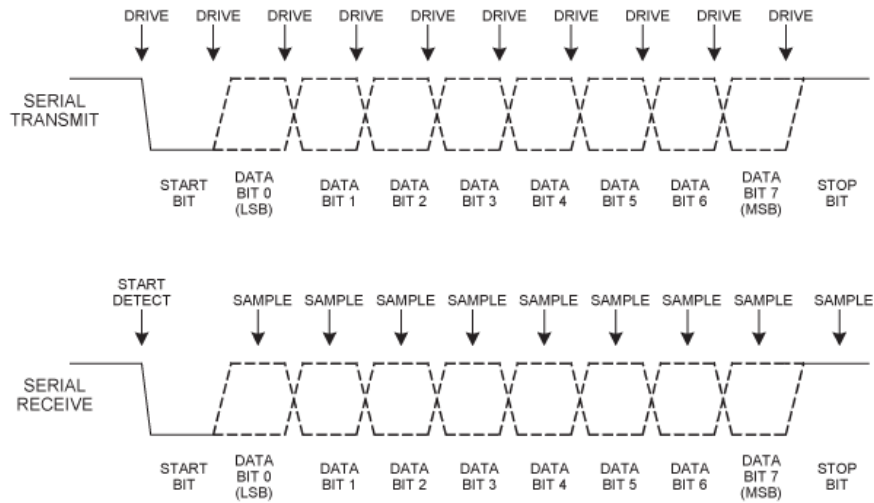 DRIVE DRIVE DRIVE DRIVE DRIVE DRIVE DRIVE DRIVE DRIVE DRIVE
SERIAL
TRANSMIT
START
BIT
DATA
BIT 0
(LSB)
DATA
BIT 1
DATA
BIT 2
DATA
BIT 3
DATA
BIT 4
DATA
BIT 5
DATA
BIT 6
DATA
BIT 7
(MSB)
STOP
BIT
START
DETECT
SAMPLE SAMPLE SAMPLE SAMPLE SAMPLE SAMPLE SAMPLE SAMPLE SAMPLE
SERIAL
RECEIVE
START
BIT
DATA
BIT 0
(LSB)
DATA
BIT 1
DATA
BIT 2
DATA
BIT 3
DATA
BIT 4
DATA
BIT 5
DATA
BIT 6
DATA
BIT 7
(MSB)
STOP
BIT